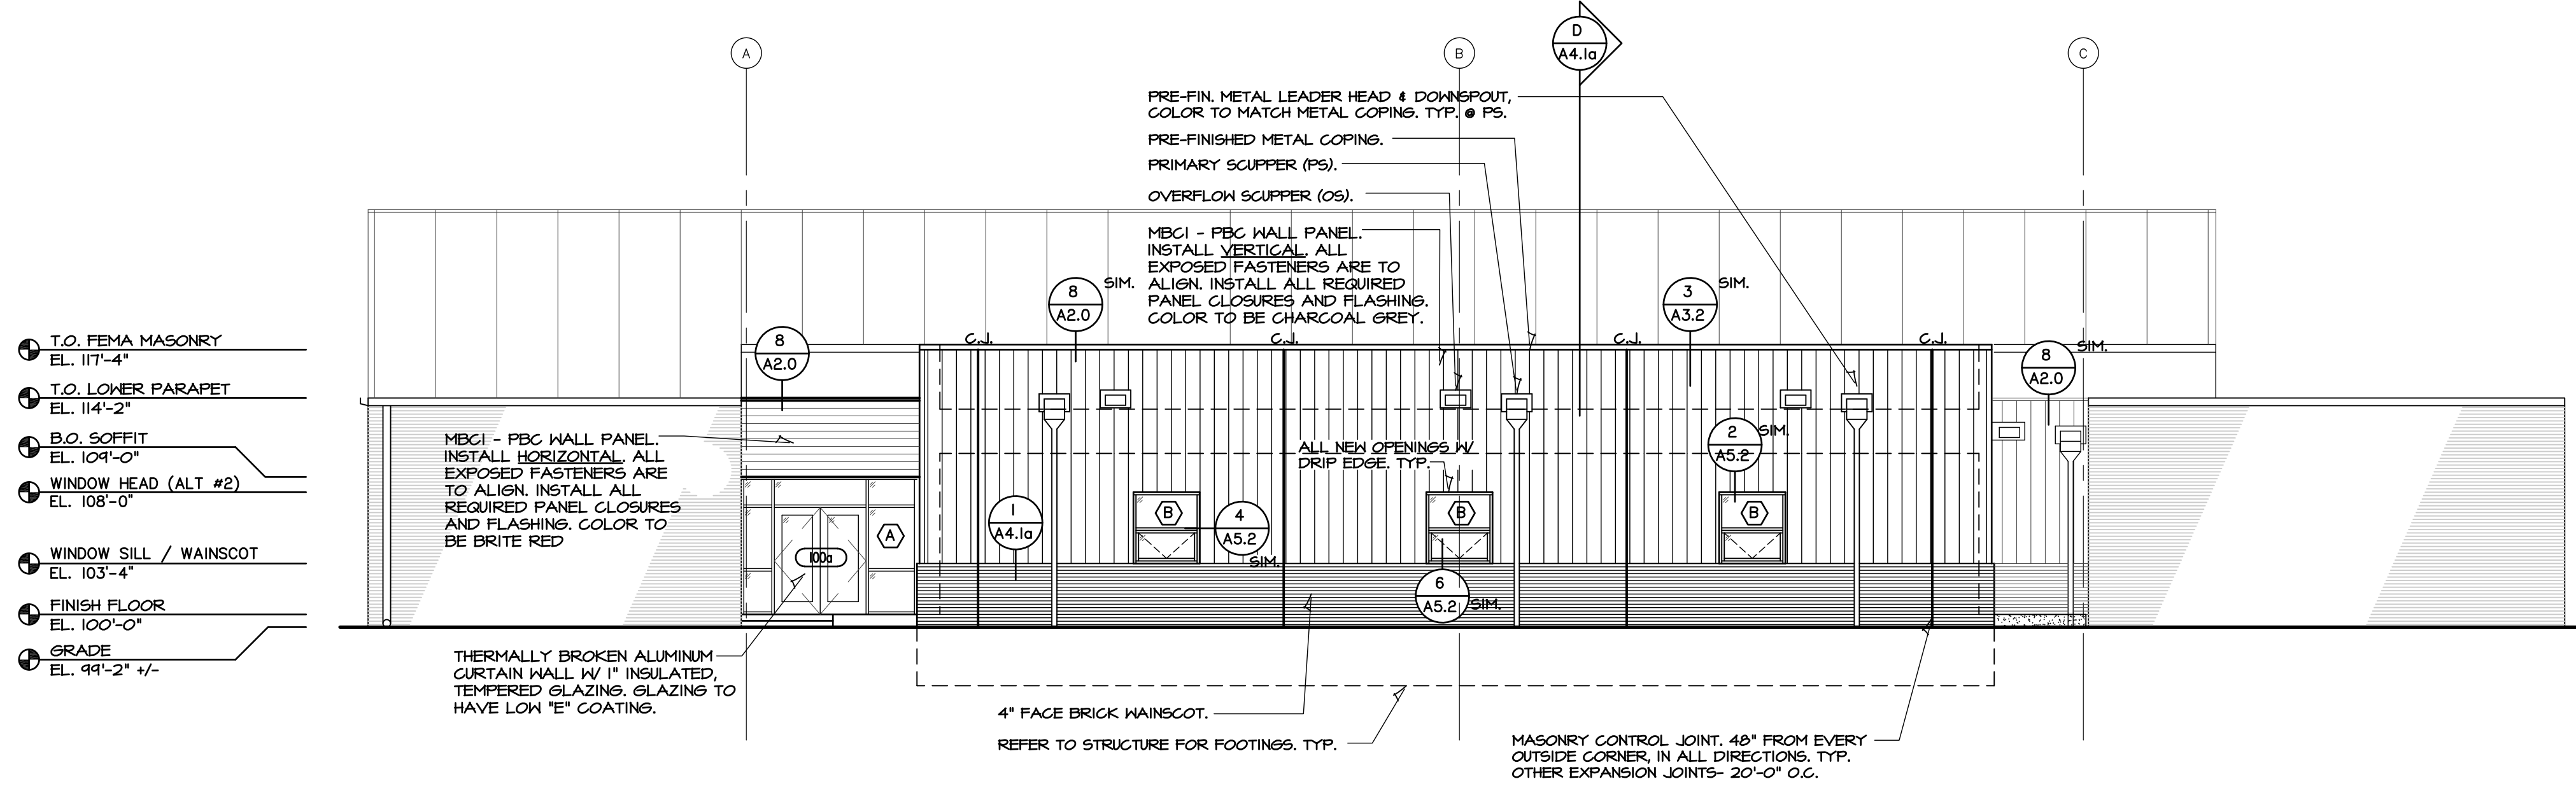 A
B
D
A4.1a
C
PRE-FIN. METAL LEADER HEAD & DOWNSPOUT,
COLOR TO MATCH METAL COPING. TYP. @ PS.
PRE-FINISHED METAL COPING.
PRIMARY SCUPPER (PS).
OVERFLOW SCUPPER (OS).
MBCI - PBC WALL PANEL.
INSTALL VERTICAL. ALL
EXPOSED FASTENERS ARE TO
ALIGN. INSTALL ALL REQUIRED
PANEL CLOSURES AND FLASHING.
COLOR TO BE CHARCOAL GREY.
8
A2.0
SIM.
3
A3.2
SIM.
8
A2.0
8
A2.0
SIM.
C.J.
C.J.
C.J.
C.J.
T.O. FEMA MASONRY
EL. 117'-4"
T.O. LOWER PARAPET
EL. 114'-2"
B.O. SOFFIT
EL. 109'-0"
WINDOW HEAD (ALT #2)
EL. 108'-0"
WINDOW SILL / WAINSCOT
EL. 103'-4"
FINISH FLOOR
EL. 100'-0"
GRADE
EL. 99'-2" +/-
MBCI - PBC WALL PANEL.
INSTALL HORIZONTAL. ALL
EXPOSED FASTENERS ARE
TO ALIGN. INSTALL ALL
REQUIRED PANEL CLOSURES
AND FLASHING. COLOR TO
BE BRITE RED
ALL NEW OPENINGS W/
DRIP EDGE. TYP.
2
A5.2
SIM.
1
A4.1a
B
4
A5.2
SIM.
B
B
A
100a
6
A5.2
SIM.
THERMALLY BROKEN ALUMINUM
CURTAIN WALL W/ 1" INSULATED,
TEMPERED GLAZING. GLAZING TO
HAVE LOW "E" COATING.
4" FACE BRICK WAINSCOT.
REFER TO STRUCTURE FOR FOOTINGS. TYP.
MASONRY CONTROL JOINT. 48" FROM EVERY
OUTSIDE CORNER, IN ALL DIRECTIONS. TYP.
OTHER EXPANSION JOINTS- 20'-0" O.C.